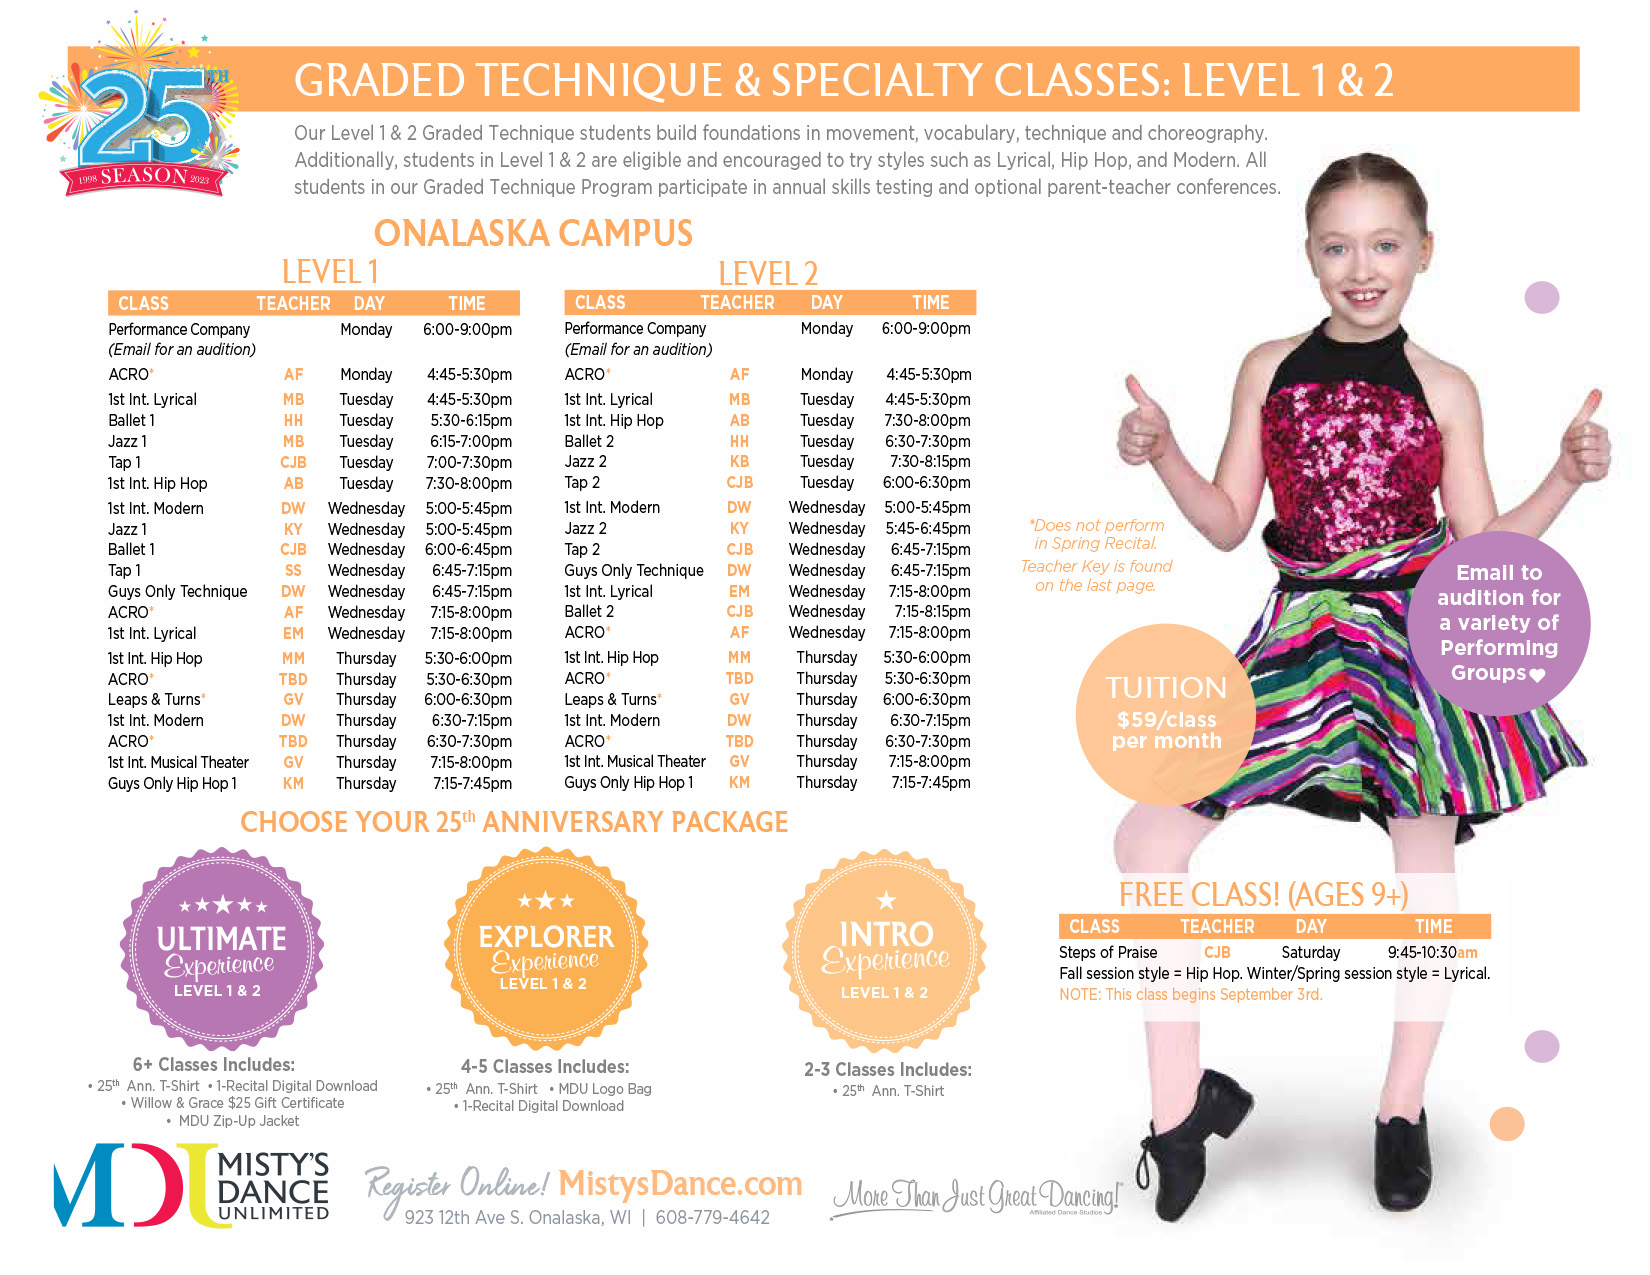 25TH
1998 SEASON 2023
GRADED TECHNIQUE & SPECIALTY CLASSES: LEVEL 1 & 2
Our Level 1 & 2 Graded Technique students build foundations in movement, vocabulary, technique and choreography.
Additionally, students in Level 1 & 2 are eligible and encouraged to try styles such as Lyrical, Hip Hop, and Modern. All
students in our Graded Technique Program participate in annual skills testing and optional parent-teacher conferences.
ONALASKA CAMPUS
LEVEL 1
CLASS TEACHER DAY TIME
Performance Company Monday 6:00-9:00pm
(Email for an audition)
ACRO* AF Monday 4:45-5:30pm
1st Int. Lyrical MB Tuesday 4:45-5:30pm
Ballet 1 HH Tuesday 5:30-6:15pm
Jazz 1 MB Tuesday 6:15-7:00pm
Tap 1 CJB Tuesday 7:00-7:30pm
1st Int. Hip Hop AB Tuesday 7:30-8:00pm
1st Int. Modern DW Wednesday 5:00-5:45pm
Jazz 1 KY Wednesday 5:00-5:45pm
Ballet 1 CJB Wednesday 6:00-6:45pm
Tap 1 SS Wednesday 6:45-7:15pm
Guys Only Technique DW Wednesday 6:45-7:15pm
ACRO* AF Wednesday 7:15-8:00pm
1st Int. Lyrical EM Wednesday 7:15-8:00pm
1st Int. Hip Hop MM Thursday 5:30-6:00pm
ACRO* TBD Thursday 5:30-6:30pm
Leaps & Turns* GV Thursday 6:00-6:30pm
1st Int. Modern DW Thursday 6:30-7:15pm
ACRO* TBD Thursday 6:30-7:30pm
1st Int. Musical Theater GV Thursday 7:15-8:00pm
Guys Only Hip Hop 1 KM Thursday 7:15-7:45pm
LEVEL 2
CLASS TEACHER DAY TIME
Performance Company Monday 6:00-9:00pm
(Email for an audition)
ACRO* AF Monday 4:45-5:30pm
1st Int. Lyrical MB Tuesday 4:45-5:30pm
1st Int. Hip Hop AB Tuesday 7:30-8:00pm
Ballet 2 HH Tuesday 6:30-7:30pm
Jazz 2 KB Tuesday 7:30-8:15pm
Tap 2 CJB Tuesday 6:00-6:30pm
1st Int. Modern DW Wednesday 5:00-5:45pm
Jazz 2 KY Wednesday 5:45-6:45pm
Tap 2 CJB Wednesday 6:45-7:15pm
Guys Only Technique DW Wednesday 6:45-7:15pm
1st Int. Lyrical EM Wednesday 7:15-8:00pm
Ballet 2 CJB Wednesday 7:15-8:15pm
ACRO* AF Wednesday 7:15-8:00pm
1st Int. Hip Hop MM Thursday 5:30-6:00pm
ACRO* TBD Thursday 5:30-6:30pm
Leaps & Turns* GV Thursday 6:00-6:30pm
1st Int. Modern DW Thursday 6:30-7:15pm
ACRO* TBD Thursday 6:30-7:30pm
1st Int. Musical Theater GV Thursday 7:15-8:00pm
Guys Only Hip Hop 1 KM Thursday 7:15-7:45pm
*Does not perform
in Spring Recital.
Teacher Key is found
on the last page.
Email to
audition for
a variety of
Performing
Groups
TUITION
$59/class
per month
CHOOSE YOUR 25th ANNIVERSARY PACKAGE
ULTIMATE
Experience
LEVEL 1 & 2
6+ Classes Includes:
• 25th Ann. T-Shirt • 1-Recital Digital Download
• Willow & Grace $25 Gift Certificate
• MDU Zip-Up Jacket
EXPLORER
Experience
LEVEL 1 & 2
4-5 Classes Includes:
• 25th Ann. T-Shirt • MDU Logo Bag
• 1-Recital Digital Download
INTRO
Experience
LEVEL 1 & 2
2-3 Classes Includes:
• 25th Ann. T-Shirt
FREE CLASS! (AGES 9+)
CLASS TEACHER DAY TIME
Steps of Praise CJB Saturday 9:45-10:30am
Fall session style = Hip Hop. Winter/Spring session style = Lyrical.
NOTE: This class begins September 3rd.
MDU
MISTY'S
DANCE
UNLIMITED
Register Online! MistysDance.com
923 12th Ave S. Onalaska, WI | 608-779-4642
More Than Just Great Dancing!
Affiliated Dance Studios